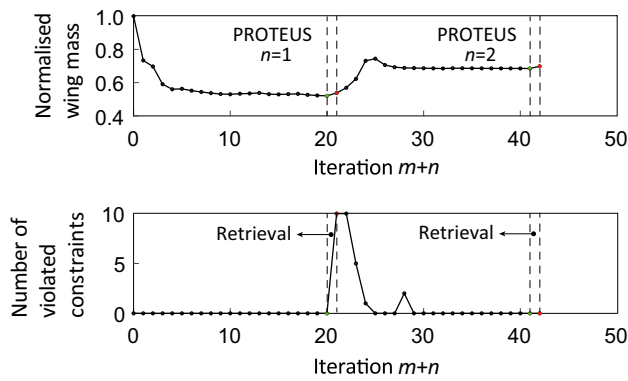 Normalised
wing mass
1.0
0.8
0.6
0.4
PROTEUS
n=1
PROTEUS
n=2
0
10
20
30
40
50
Iteration m+n
Number of
violated
constraints
10
5
0
Retrieval
Retrieval
0
10
20
30
40
50
Iteration m+n